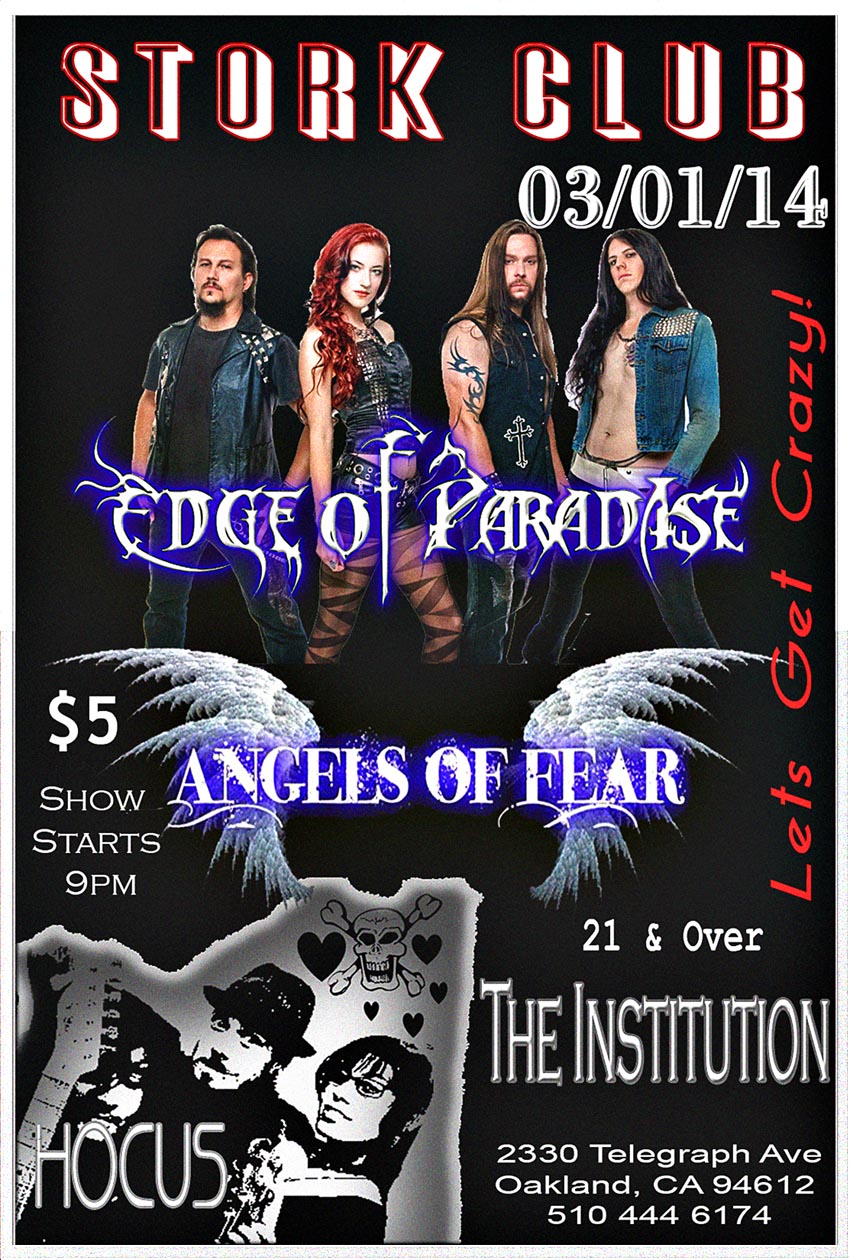 STORK CLUB
03/01/14
Lets Get Crazy!
EDGE OF PARADISE
$5
ANGELS OF FEAR
SHOW
STARTS
9PM
21 & Over
THE INSTITUTION
HOCUS
2330 Telegraph Ave
Oakland, CA 94612
510 444 6174